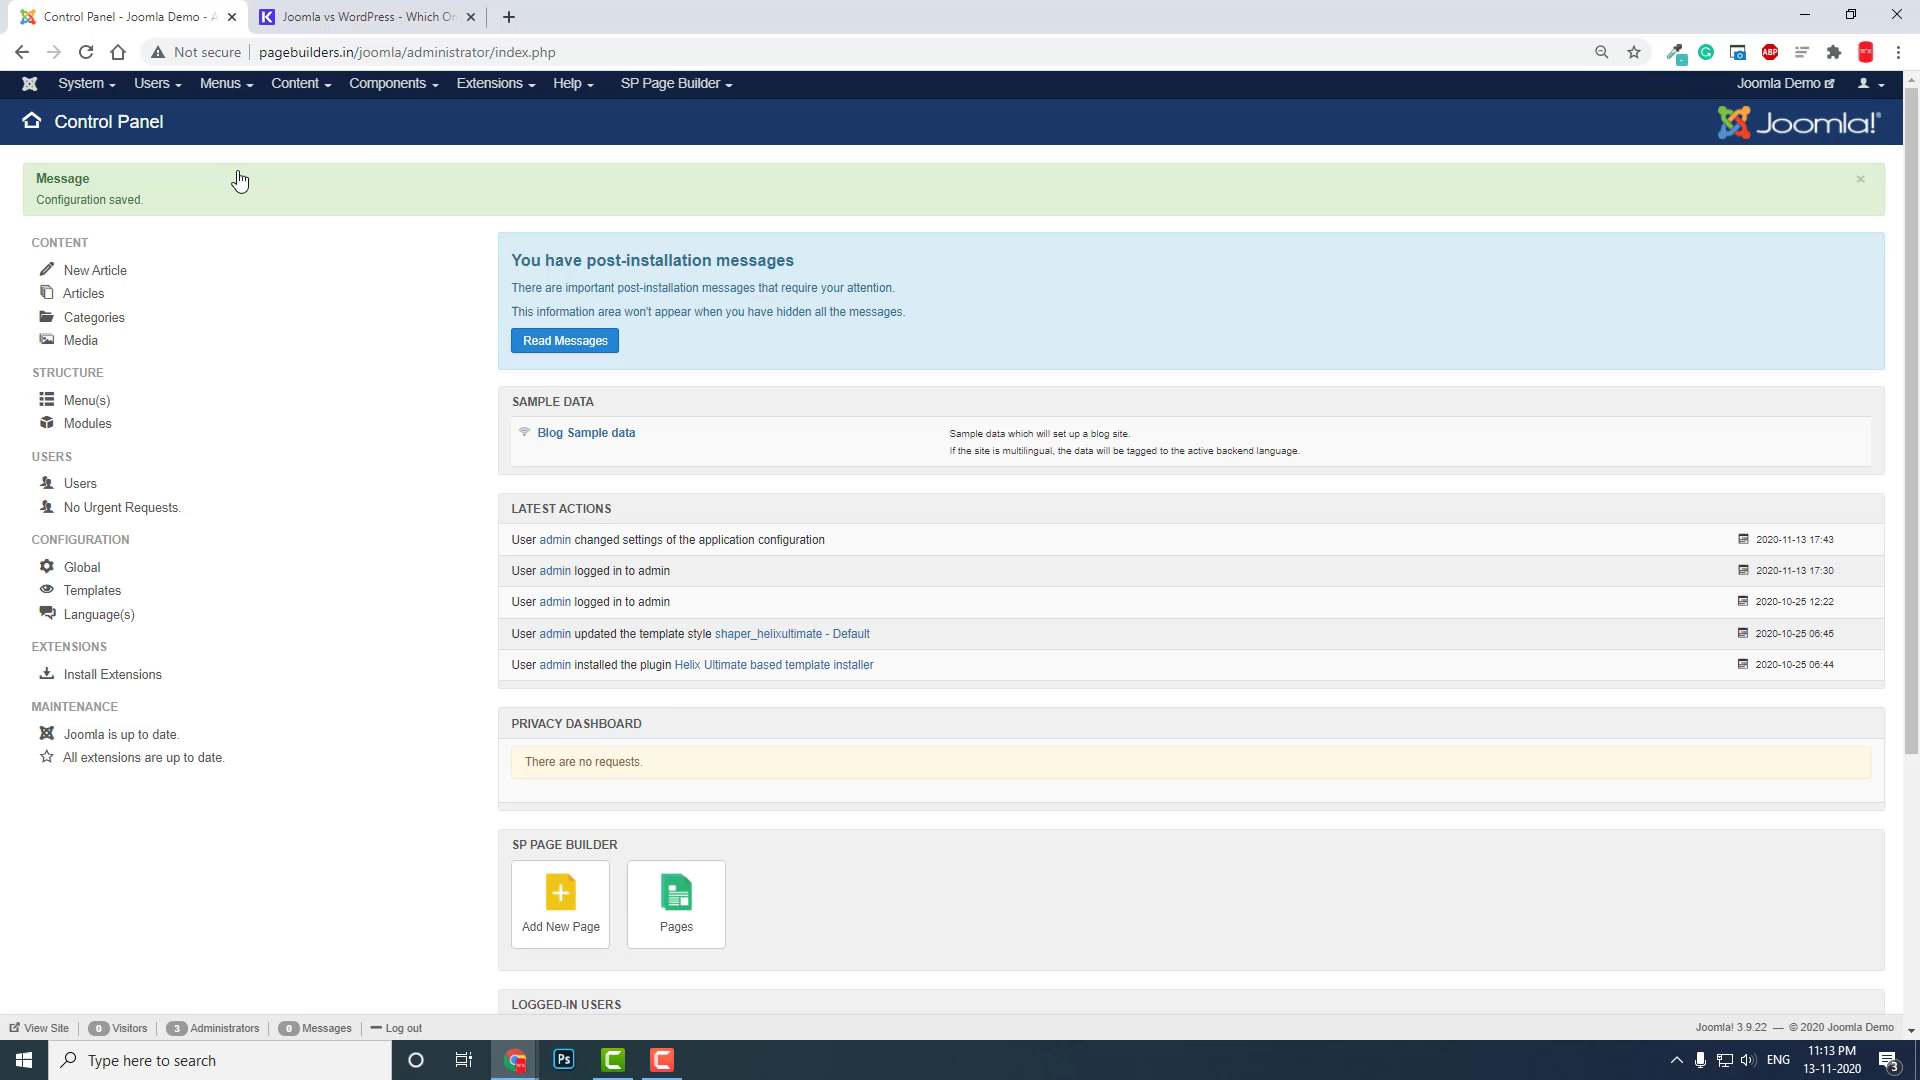 Control Panel - Joomla Demo - A
Joomla vs WordPress - Which On
Not secure
pagebuilders.in/joomla/administrator/index.php
ABP
System
Users
Menus
Content
Components
Extensions
Help
SP Page Builder
Joomla Demo
Control Panel
Joomla!®
Message
Configuration saved.
CONTENT
New Article
Articles
Categories
Media
STRUCTURE
Menu(s)
Modules
USERS
Users
No Urgent Requests.
CONFIGURATION
Global
Templates
Language(s)
EXTENSIONS
Install Extensions
MAINTENANCE
Joomla is up to date.
All extensions are up to date.
You have post-installation messages
There are important post-installation messages that require your attention.
This information area won't appear when you have hidden all the messages.
Read Messages
SAMPLE DATA
Blog Sample data
Sample data which will set up a blog site.
If the site is multilingual, the data will be tagged to the active backend language.
LATEST ACTIONS
User admin changed settings of the application configuration 2020-11-13 17:43
User admin logged in to admin 2020-11-13 17:30
User admin logged in to admin 2020-10-25 12:22
User admin updated the template style shaper_helixultimate - Default 2020-10-25 06:45
User admin installed the plugin Helix Ultimate based template installer 2020-10-25 06:44
PRIVACY DASHBOARD
There are no requests.
SP PAGE BUILDER
Add New Page
Pages
LOGGED-IN USERS
View Site
0 Visitors
3 Administrators
0 Messages
Log out
Joomla! 3.9.22 — © 2020 Joomla Demo
Type here to search
Ps
ENG
11:13 PM
13-11-2020
3